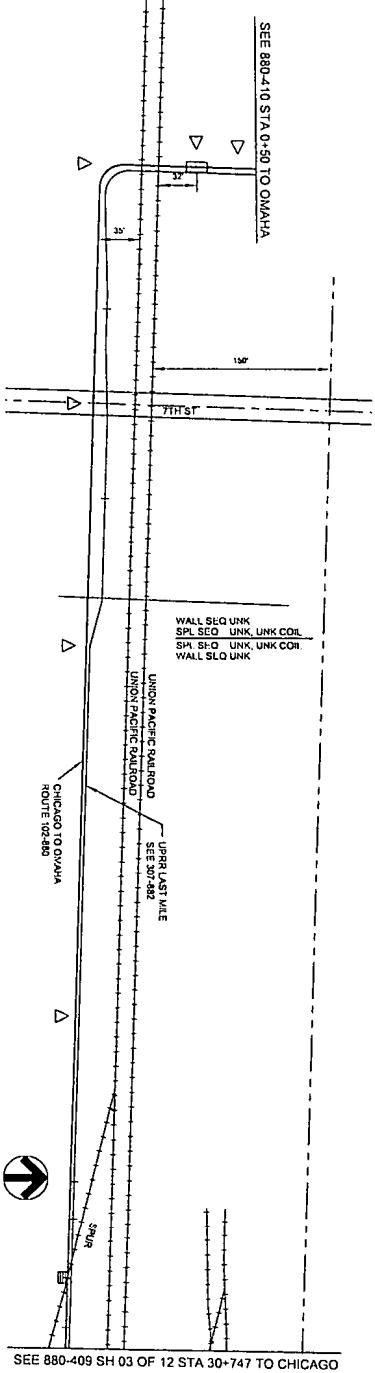 SEE 880-410 STA 0+50 TO OMAHA
32'
35'
150'
7TH ST
WALL SEQ UNK
SPL SEQ UNK, UNK COIL
SPL SEQ UNK, UNK COIL
WALL SEQ UNK
UNION PACIFIC RAILROAD
UNION PACIFIC RAILROAD
UPRR LAST MILE
SEE 307-882
CHICAGO TO OMAHA
ROUTE 102-880
SPUR
SEE 880-409 SH 03 OF 12 STA 30+747 TO CHICAGO